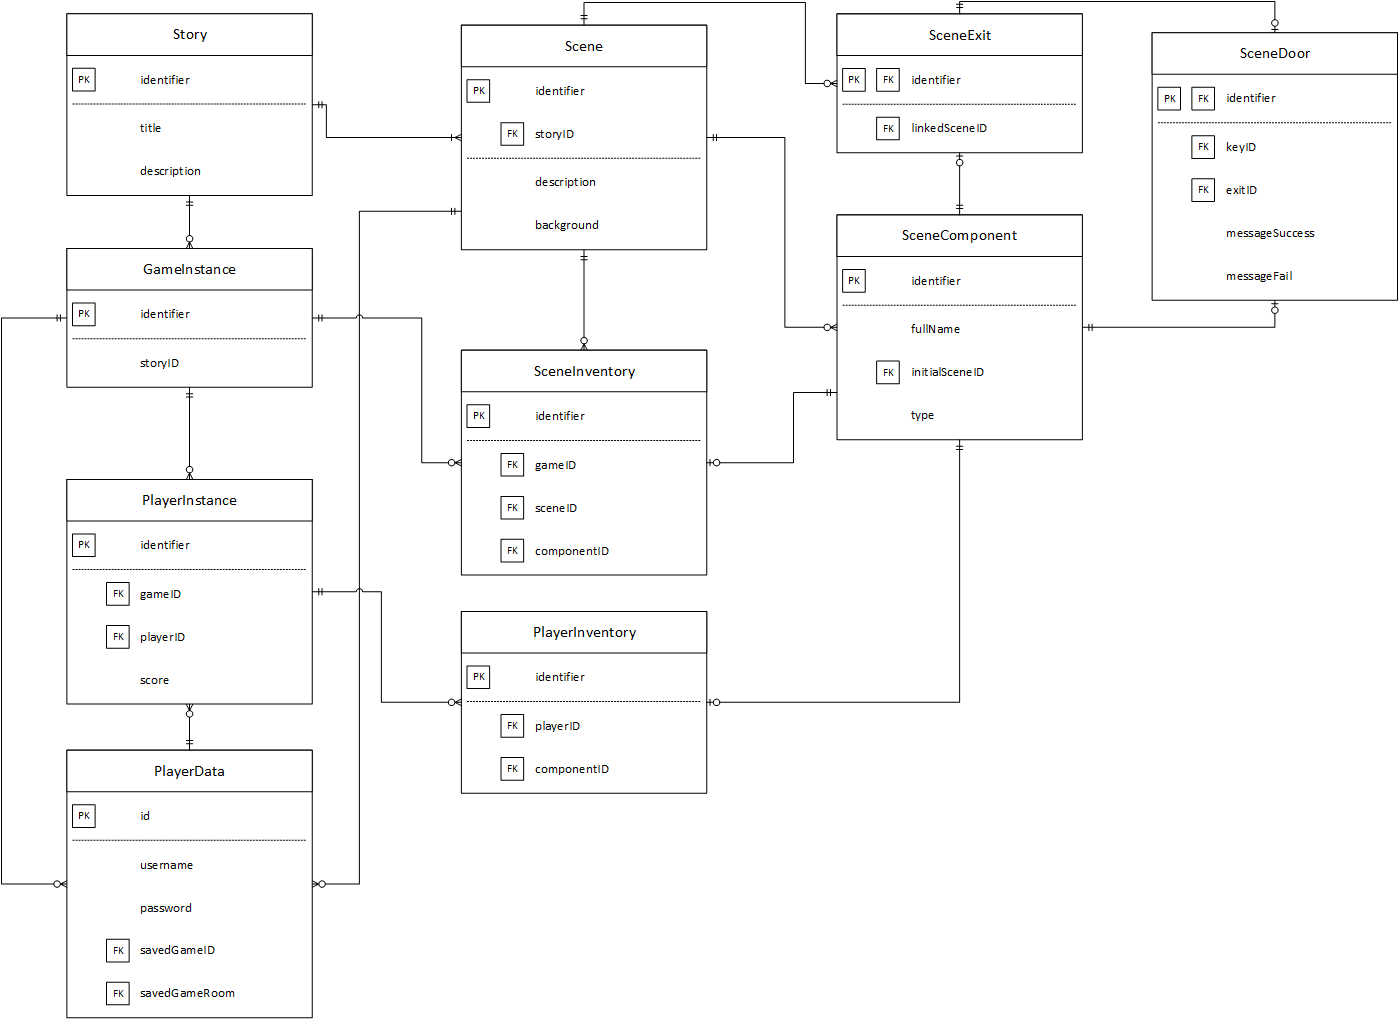 Story
PK identifier
title
description
GameInstance
PK identifier
storyID
PlayerInstance
PK identifier
FK gameID
FK playerID
score
PlayerData
PK id
username
password
FK savedGameID
FK savedGameRoom
Scene
PK identifier
FK storyID
description
background
SceneInventory
PK identifier
FK gameID
FK sceneID
FK componentID
PlayerInventory
PK identifier
FK playerID
FK componentID
SceneExit
PK FK identifier
FK linkedSceneID
SceneComponent
PK identifier
fullName
FK initialSceneID
type
SceneDoor
PK FK identifier
FK keyID
FK exitID
messageSuccess
messageFail